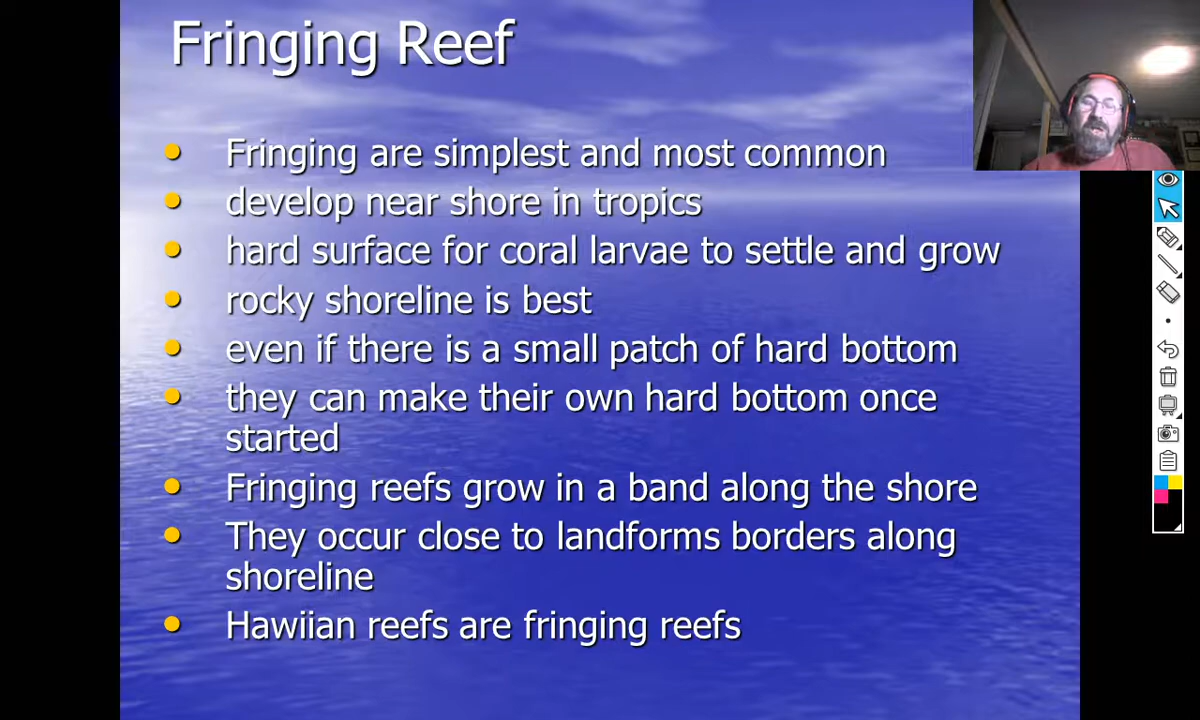 Fringing Reef
Fringing are simplest and most common
develop near shore in tropics
hard surface for coral larvae to settle and grow
rocky shoreline is best
even if there is a small patch of hard bottom
they can make their own hard bottom once
started
Fringing reefs grow in a band along the shore
They occur close to landforms borders along
shoreline
Hawiian reefs are fringing reefs